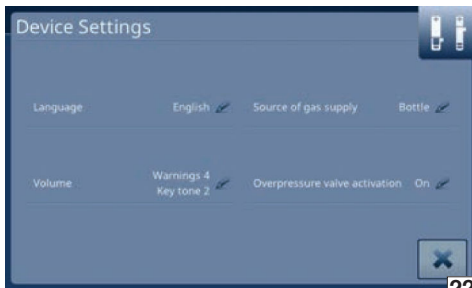 Device Settings
Language English Source of gas supply Bottle
Volume Warnings 4
Key tone 2 Overpressure valve activation On
22